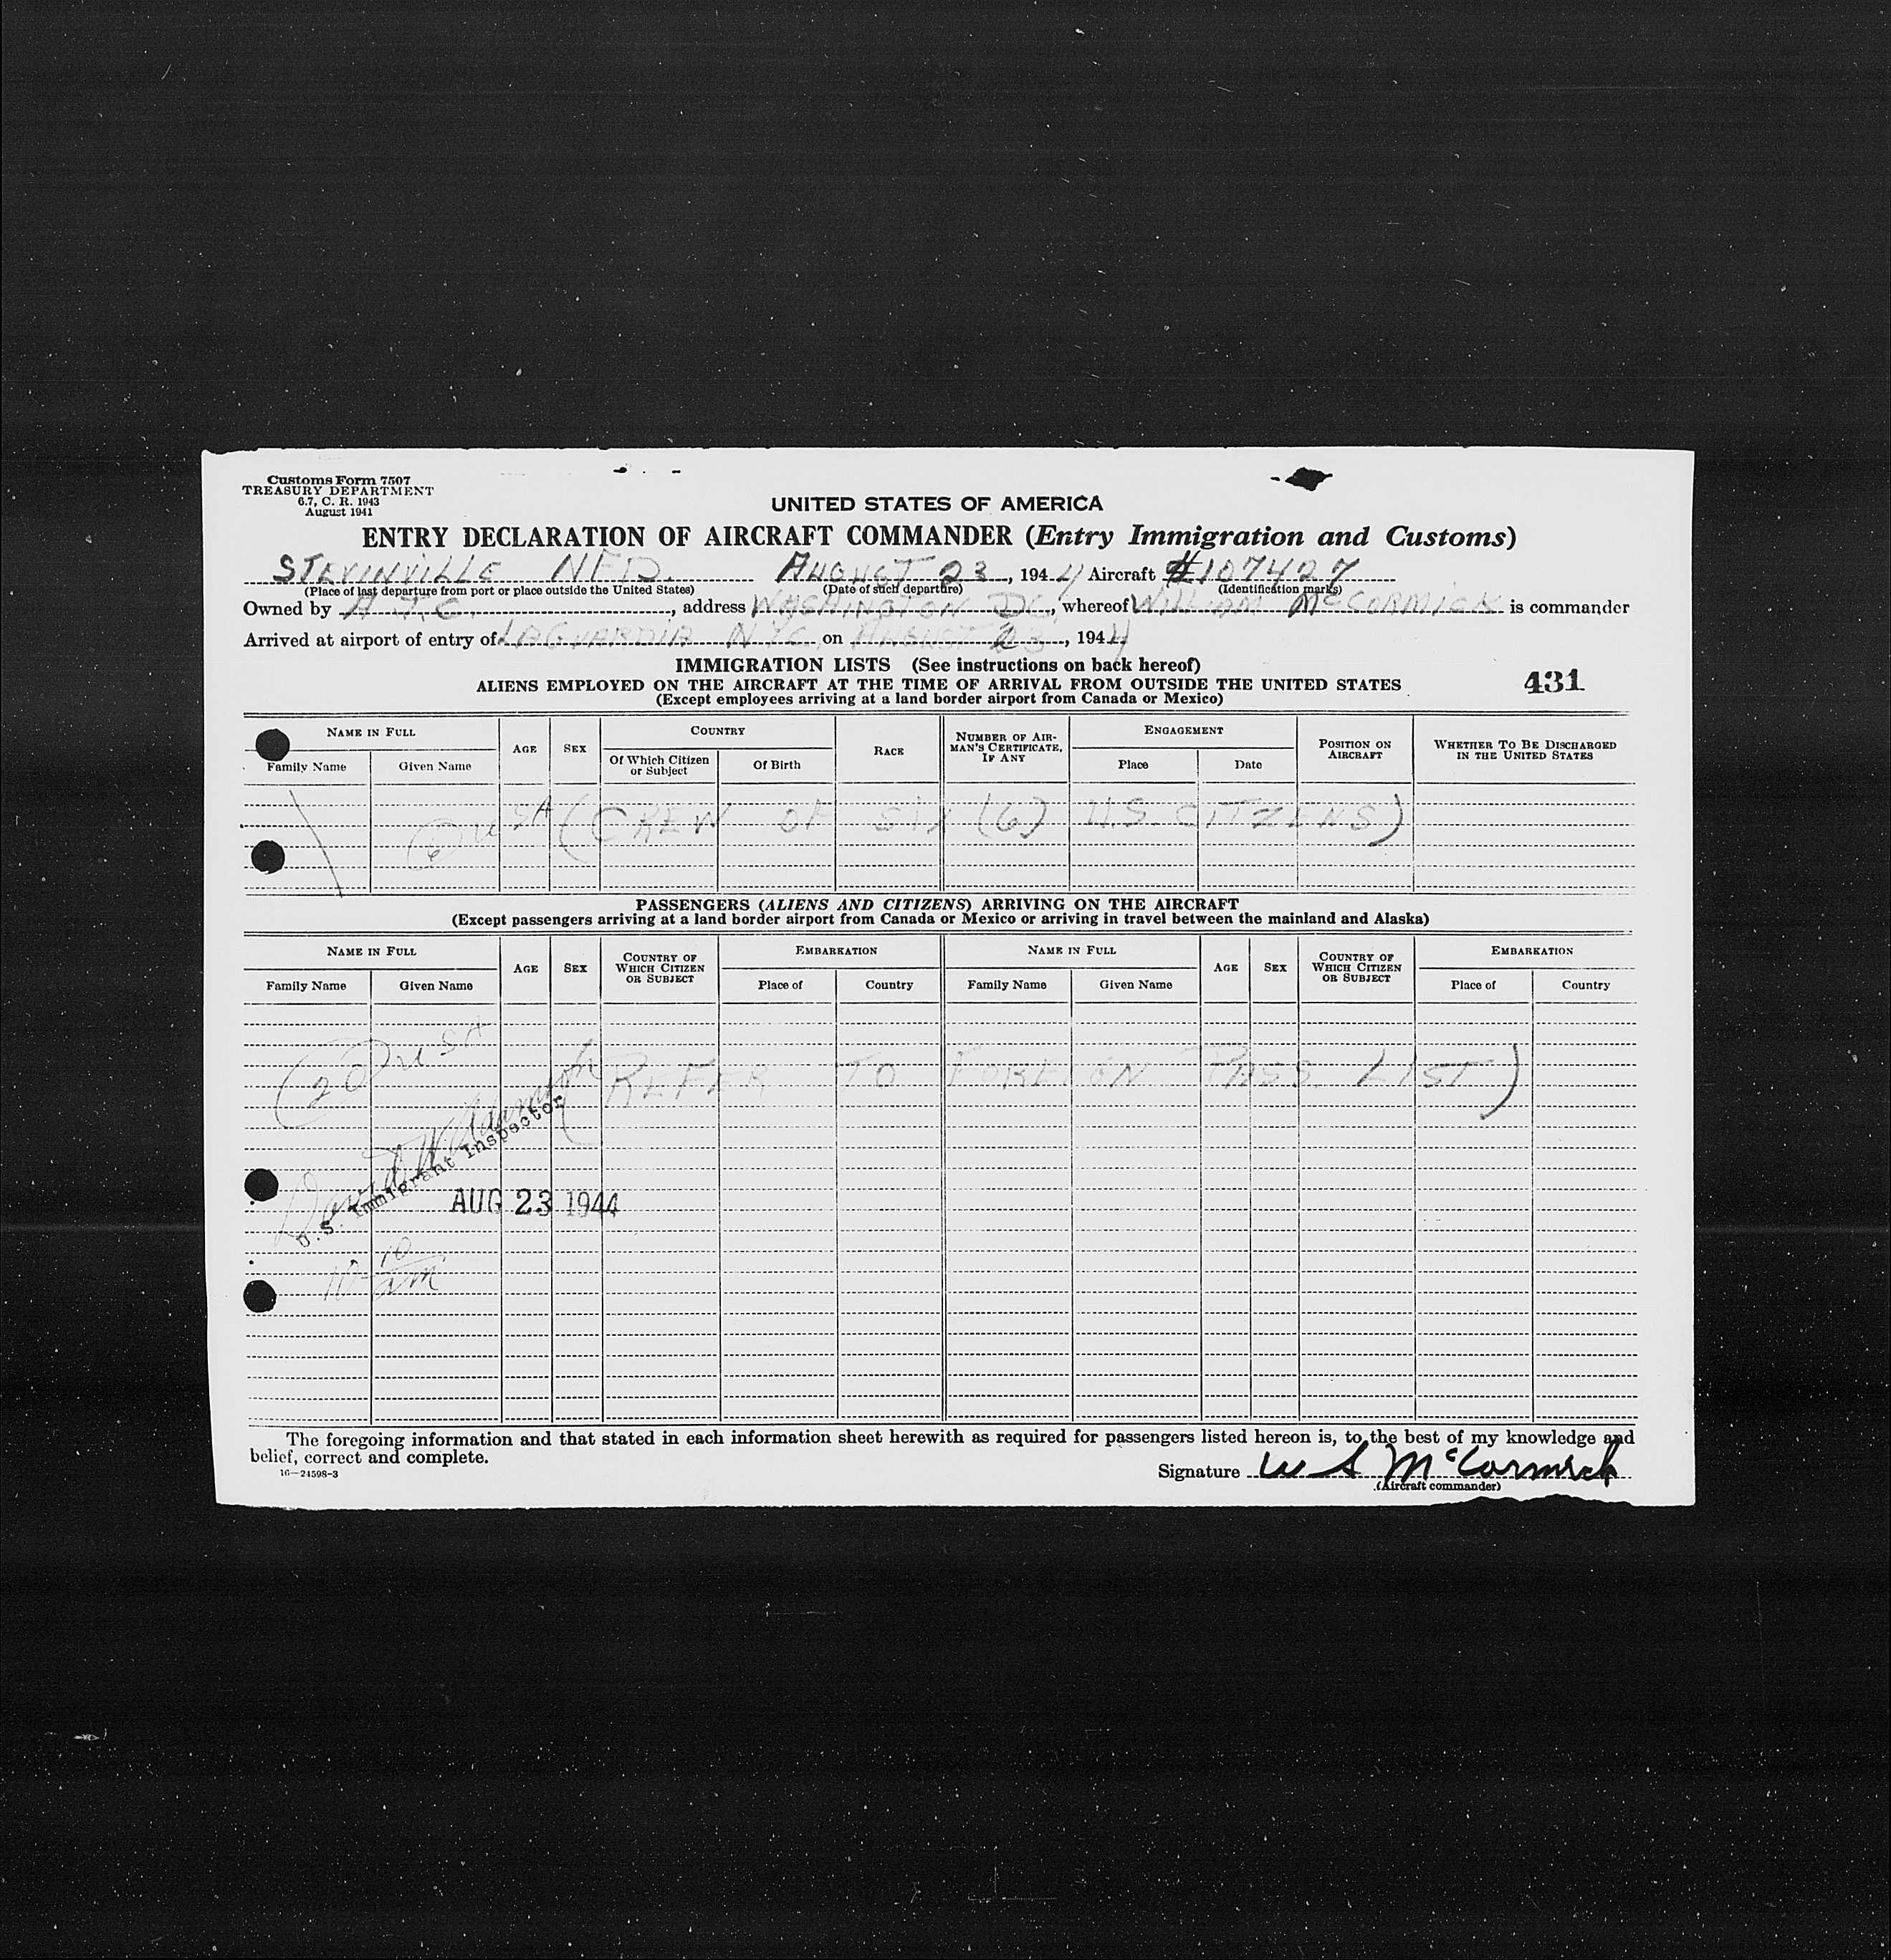 Customs Form 7507
TREASURY DEPARTMENT
6.7, C. R. 1943
August 1941
UNITED STATES OF AMERICA
ENTRY DECLARATION OF AIRCRAFT COMMANDER (Entry Immigration and Customs)
STEVINVILLE NFD. AUGUST 23, 1944 Aircraft #107427
(Place of last departure from port or place outside the United States) (Date of such departure) (Identification marks)
Owned by A.T.C., address WASHINGTON DC, whereof WILLIAM McCORMICK is commander
Arrived at airport of entry of LAGUARDIA NYC, on AUGUST 23, 1944
IMMIGRATION LISTS (See instructions on back hereof)
ALIENS EMPLOYED ON THE AIRCRAFT AT THE TIME OF ARRIVAL FROM OUTSIDE THE UNITED STATES
431
(Except employees arriving at a land border airport from Canada or Mexico)
NAME IN FULL AGE SEX COUNTRY RACE NUMBER OF AIRMAN'S CERTIFICATE, IF ANY ENGAGEMENT POSITION ON AIRCRAFT WHETHER TO BE DISCHARGED IN THE UNITED STATES
Family Name Given Name Of Which Citizen or Subject Of Birth Place Date
(6) USA (CREW OF SIX (6) U.S. CITIZENS)
PASSENGERS (ALIENS AND CITIZENS) ARRIVING ON THE AIRCRAFT
(Except passengers arriving at a land border airport from Canada or Mexico or arriving in travel between the mainland and Alaska)
NAME IN FULL AGE SEX COUNTRY OF WHICH CITIZEN OR SUBJECT EMBARKATION NAME IN FULL AGE SEX COUNTRY OF WHICH CITIZEN OR SUBJECT EMBARKATION
Family Name Given Name Place of Country Family Name Given Name Place of Country
(20) USA
(REFER TO FOREIGN PASS LIST)
David W.
U.S. Immigrant Inspector
AUG 23 1944
10 10 am
The foregoing information and that stated in each information sheet herewith as required for passengers listed hereon is, to the best of my knowledge and
belief, correct and complete.
16—24598-3
Signature W S McCormick
(Aircraft commander)